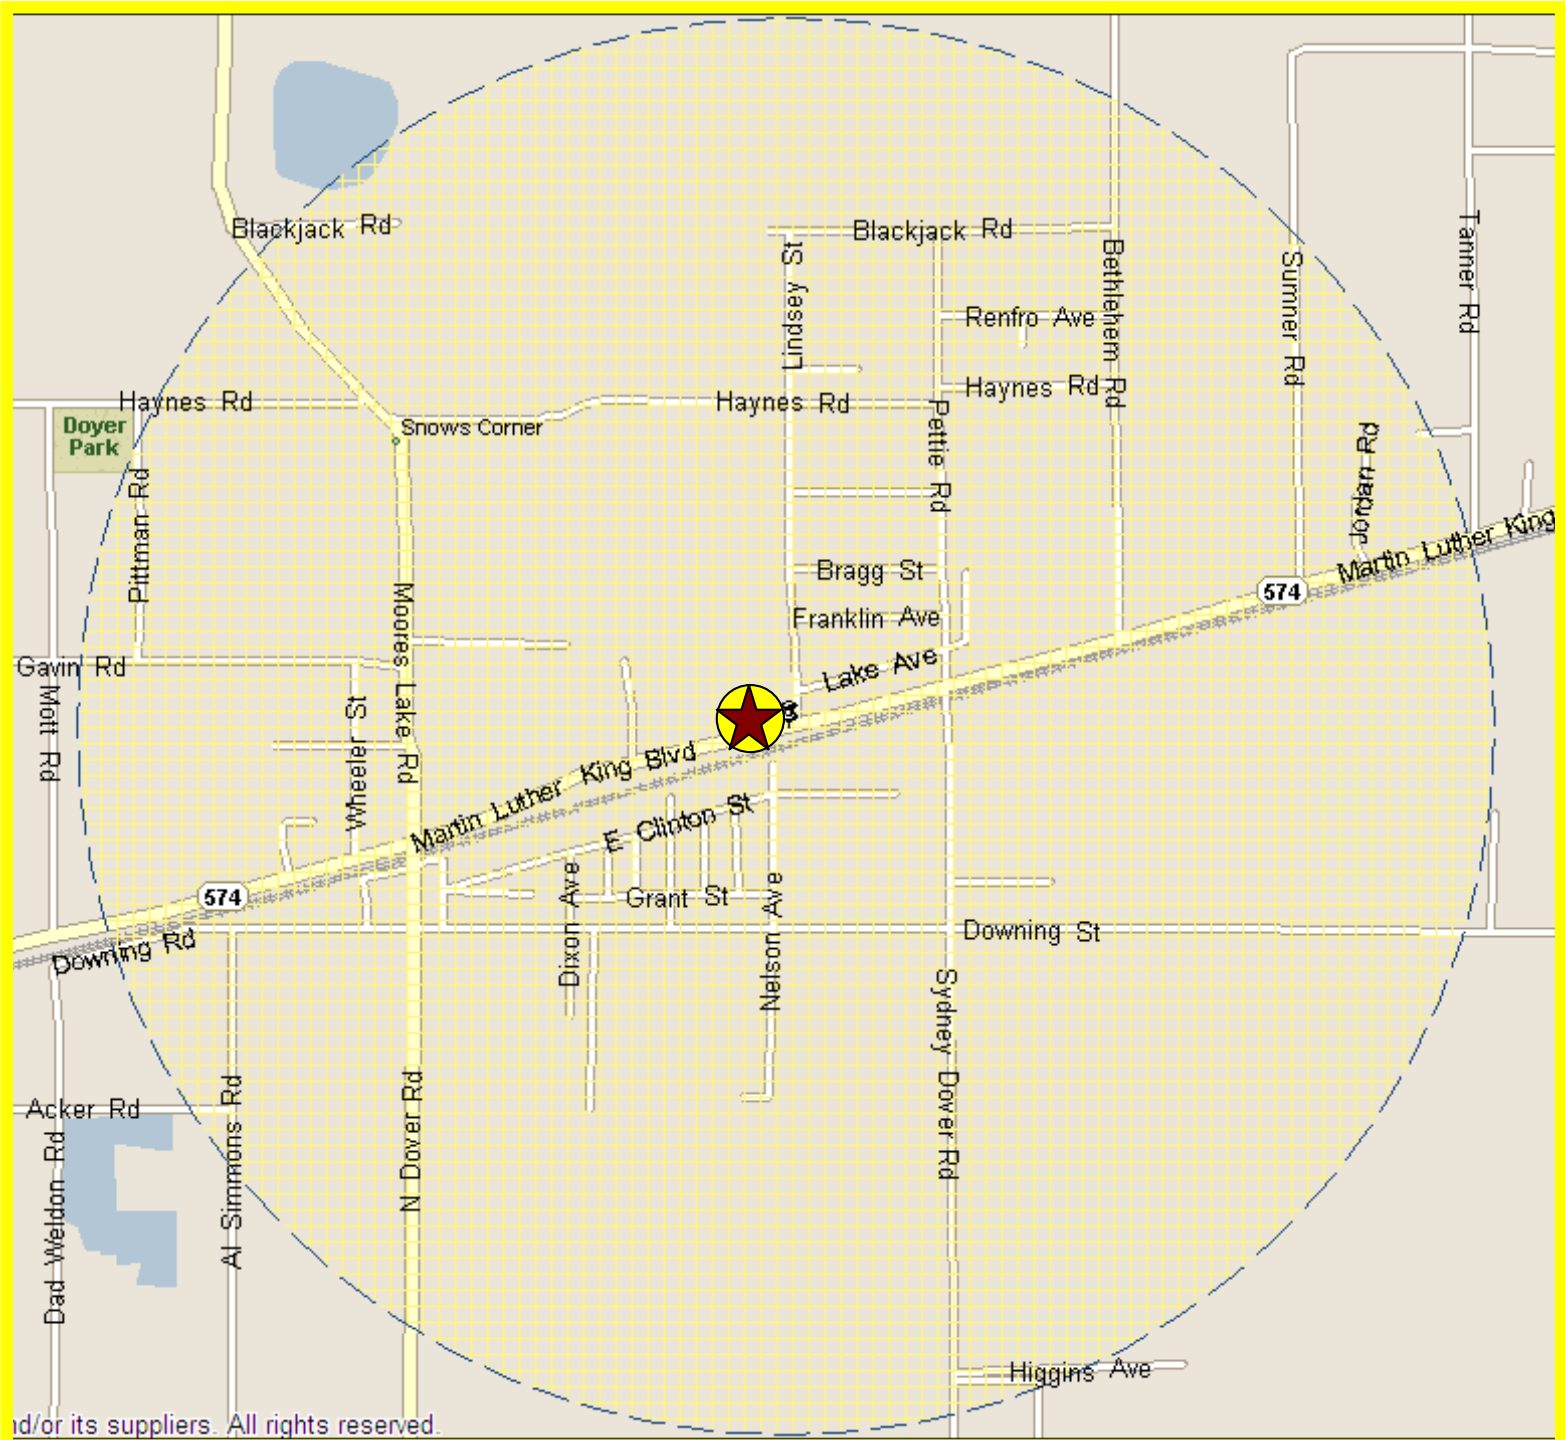 Blackjack Rd
Blackjack Rd
Lindsey St
Bethlehem Rd
Sumner Rd
Tanner Rd
Renfro Ave
Haynes Rd
Haynes Rd
Haynes Rd
Doyer
Park
Snows Corner
Pettie Rd
Jordan Rd
Pittman Rd
Martin Luther King
Bragg St
574
Franklin Ave
Moores Lake Rd
Gavin Rd
Lake Ave
Mott Rd
Wheeler St
Martin Luther King Blvd
E Clinton St
574
Dixon Ave
Grant St
Nelson Ave
Downing Rd
Downing St
Sydney Dover Rd
Acker Rd
Al Simmons Rd
N Dover Rd
Dad Weldon Rd
Higgins Ave
nd/or its suppliers. All rights reserved.